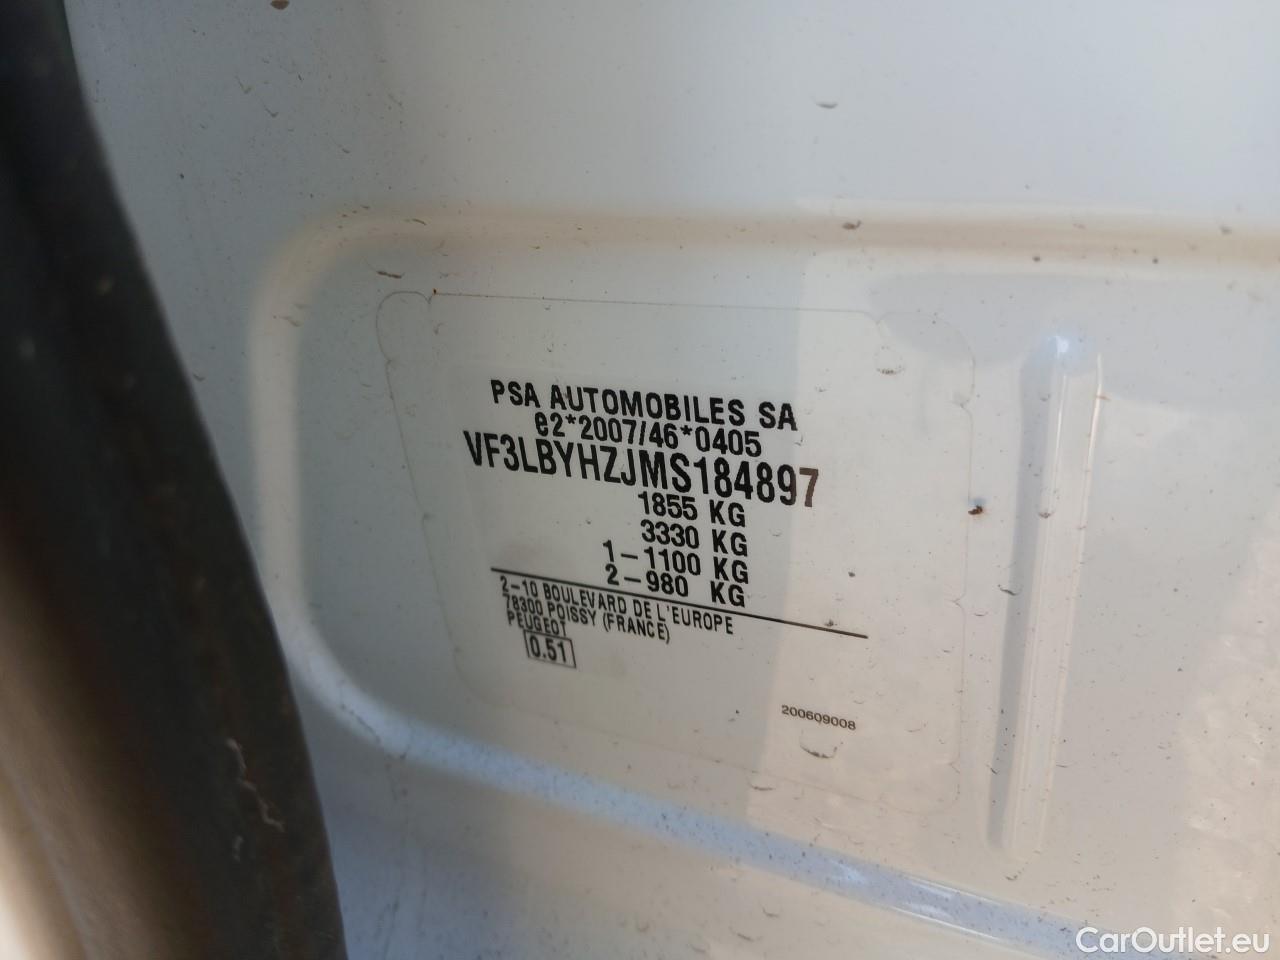 PSA AUTOMOBILES SA
e2*2007/46*0405
VF3LBYHZJMS184897
1855 KG
3330 KG
1-1100 KG
2-980 KG
2-10 BOULEVARD DE L'EUROPE
78300 POISSY (FRANCE)
PEUGEOT
0.51
200609008
CarOutlet.eu